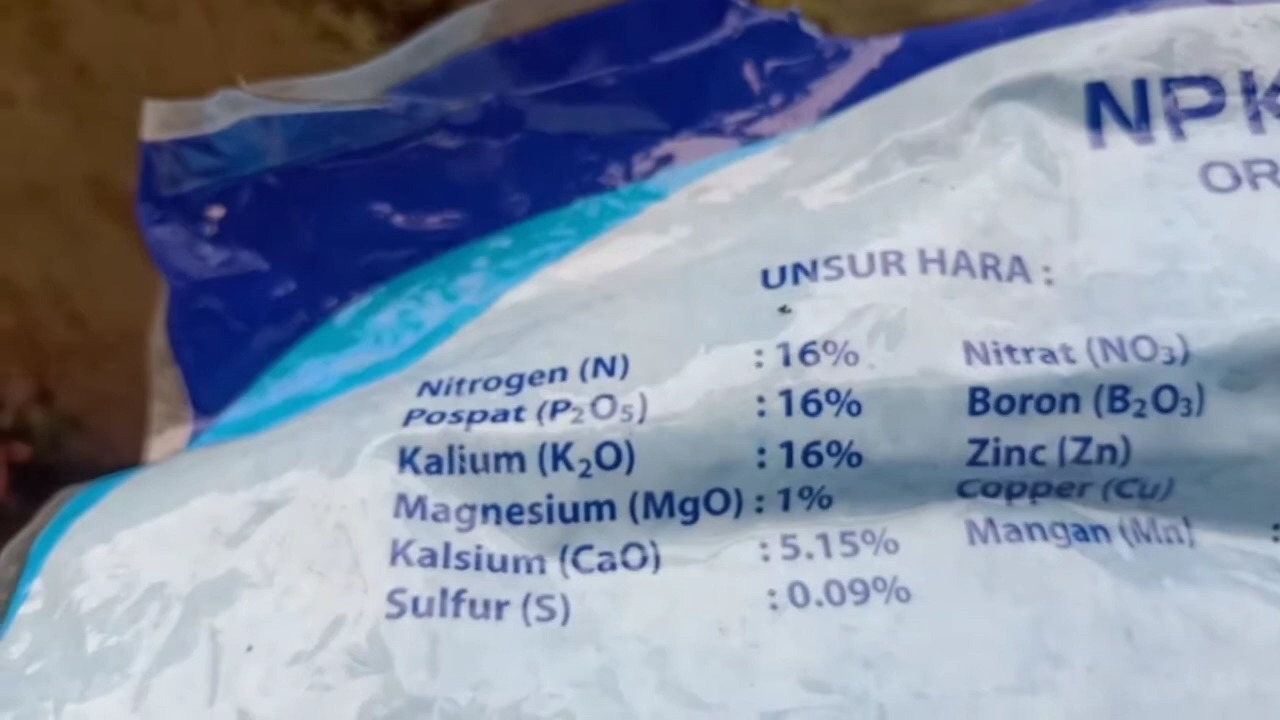 NPK
OR
UNSUR HARA :
Nitrogen (N) : 16% Nitrat (NO₃)
Pospat (P₂O₅) : 16% Boron (B₂O₃)
Kalium (K₂O) : 16% Zinc (Zn)
Magnesium (MgO) : 1% Copper (Cu)
Kalsium (CaO) : 5.15% Mangan (Mn) :
Sulfur (S) : 0.09%